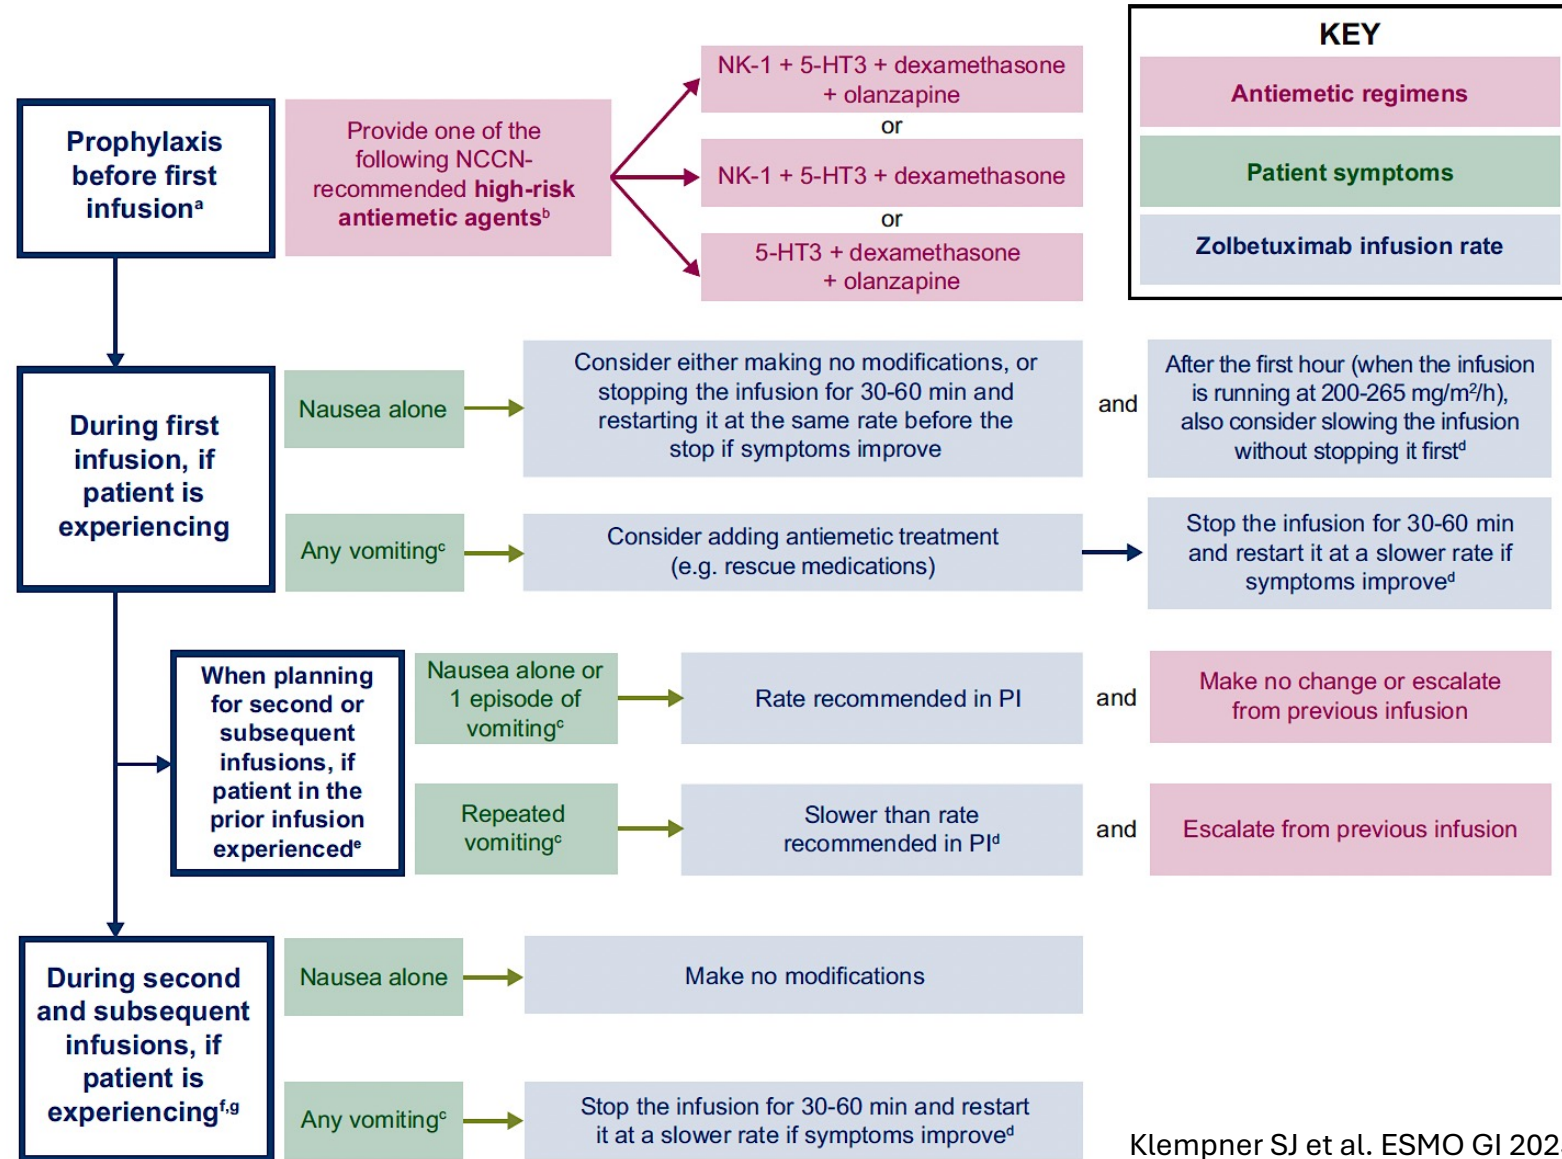 KEY
Antiemetic regimens
Patient symptoms
Zolbetuximab infusion rate
Prophylaxis
before first
infusionᵃ
Provide one of the
following NCCN-
recommended high-risk
antiemetic agentsᵇ
NK-1 + 5-HT3 + dexamethasone
+ olanzapine
or
NK-1 + 5-HT3 + dexamethasone
or
5-HT3 + dexamethasone
+ olanzapine
During first
infusion, if
patient is
experiencing
Nausea alone
Consider either making no modifications, or
stopping the infusion for 30-60 min and
restarting it at the same rate before the
stop if symptoms improve
and
After the first hour (when the infusion
is running at 200-265 mg/m²/h),
also consider slowing the infusion
without stopping it firstᵈ
Any vomitingᶜ
Consider adding antiemetic treatment
(e.g. rescue medications)
Stop the infusion for 30-60 min
and restart it at a slower rate if
symptoms improveᵈ
When planning
for second or
subsequent
infusions, if
patient in the
prior infusion
experiencedᵉ
Nausea alone or
1 episode of
vomitingᶜ
Rate recommended in PI
and
Make no change or escalate
from previous infusion
Repeated
vomitingᶜ
Slower than rate
recommended in PIᵈ
and
Escalate from previous infusion
During second
and subsequent
infusions, if
patient is
experiencingᶠ,ᵍ
Nausea alone
Make no modifications
Any vomitingᶜ
Stop the infusion for 30-60 min and restart
it at a slower rate if symptoms improveᵈ
Klempner SJ et al. ESMO GI